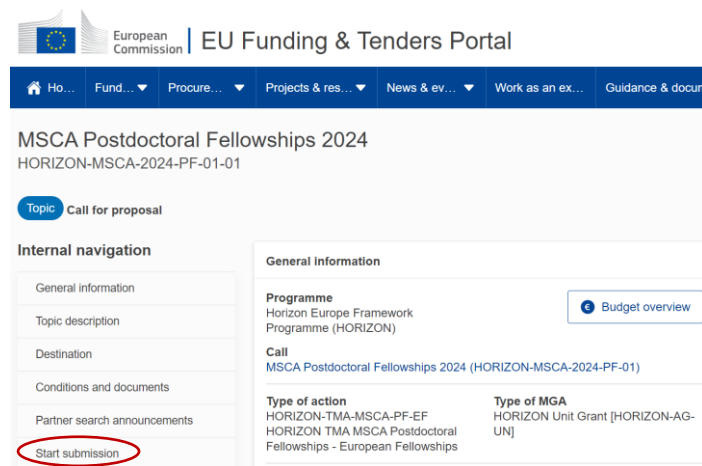 European
Commission
EU Funding & Tenders Portal
Ho... Fund... Procure... Projects & res... News & ev... Work as an ex... Guidance & docur
MSCA Postdoctoral Fellowships 2024
HORIZON-MSCA-2024-PF-01-01
Topic Call for proposal
Internal navigation
General information
Topic description
Destination
Conditions and documents
Partner search announcements
Start submission
General information
Programme
Horizon Europe Framework
Programme (HORIZON)
Budget overview
Call
MSCA Postdoctoral Fellowships 2024 (HORIZON-MSCA-2024-PF-01)
Type of action
HORIZON-TMA-MSCA-PF-EF
HORIZON TMA MSCA Postdoctoral
Fellowships - European Fellowships
Type of MGA
HORIZON Unit Grant [HORIZON-AG-
UN]